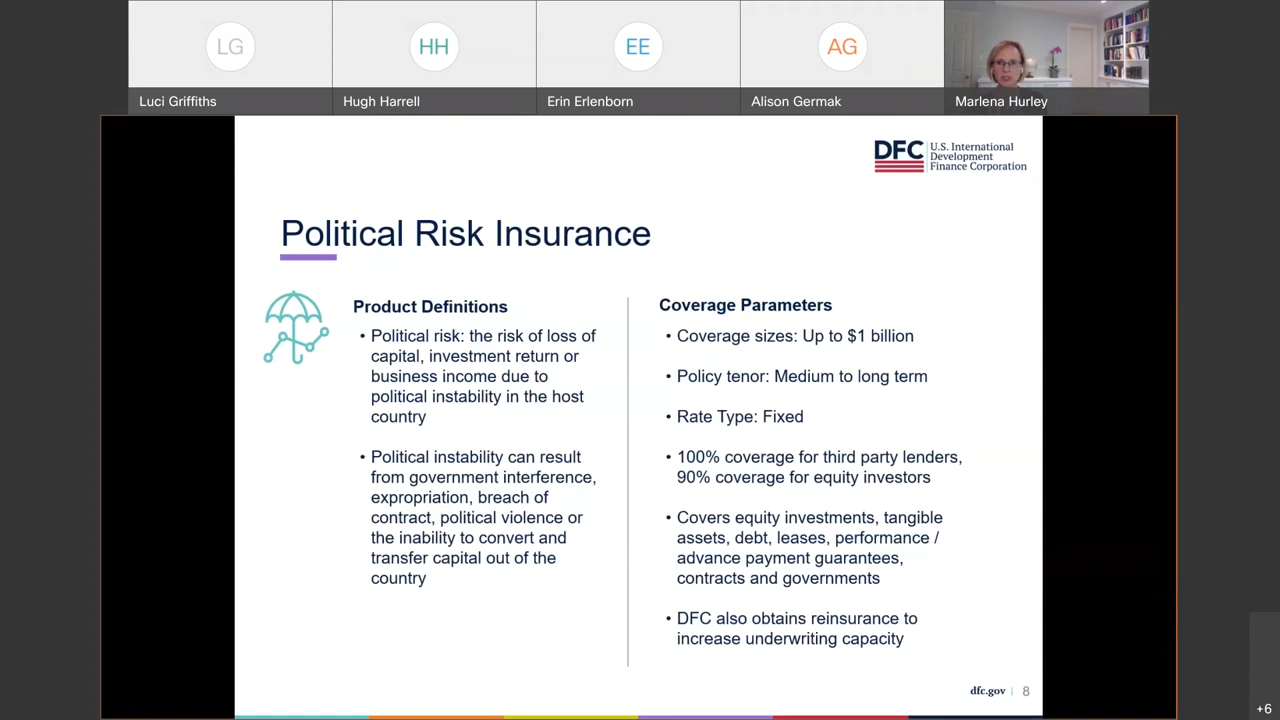 LG
HH
EE
AG
Luci Griffiths
Hugh Harrell
Erin Erlenborn
Alison Germak
Marlena Hurley
DFC
U.S. International
Development
Finance Corporation
Political Risk Insurance
Product Definitions
• Political risk: the risk of loss of
capital, investment return or
business income due to
political instability in the host
country
• Political instability can result
from government interference,
expropriation, breach of
contract, political violence or
the inability to convert and
transfer capital out of the
country
Coverage Parameters
• Coverage sizes: Up to $1 billion
• Policy tenor: Medium to long term
• Rate Type: Fixed
• 100% coverage for third party lenders,
90% coverage for equity investors
• Covers equity investments, tangible
assets, debt, leases, performance /
advance payment guarantees,
contracts and governments
• DFC also obtains reinsurance to
increase underwriting capacity
dfc.gov | 8
+6